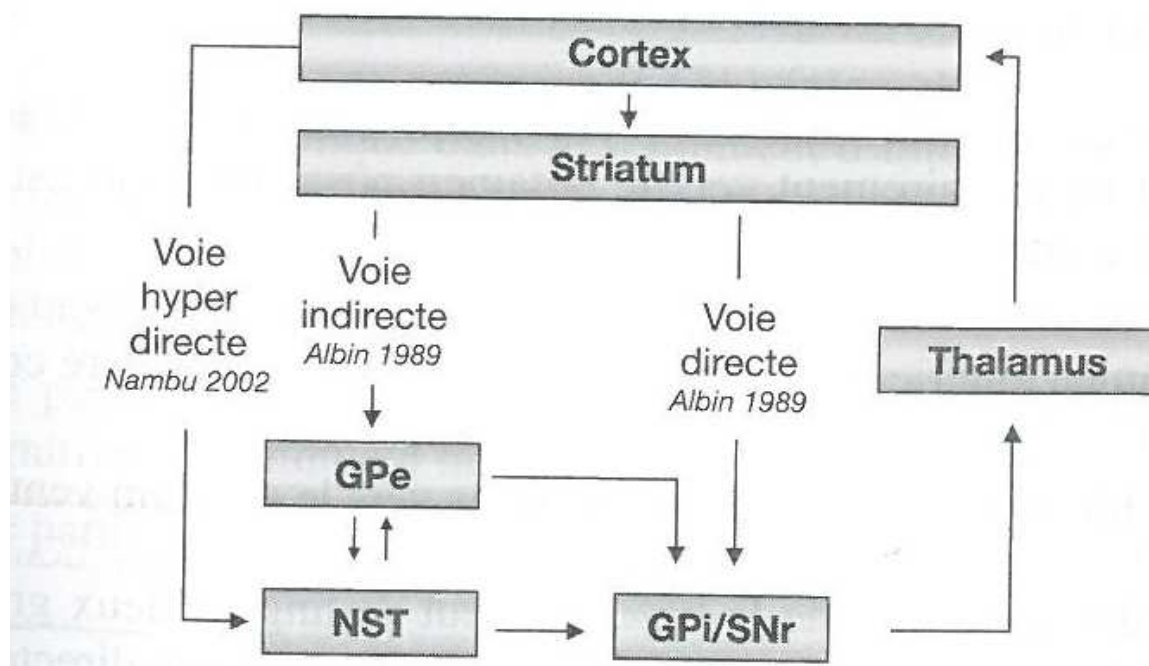 Cortex
Striatum
Voie
hyper
directe
Nambu 2002
Voie
indirecte
Albin 1989
Voie
directe
Albin 1989
Thalamus
GPe
NST
GPi/SNr